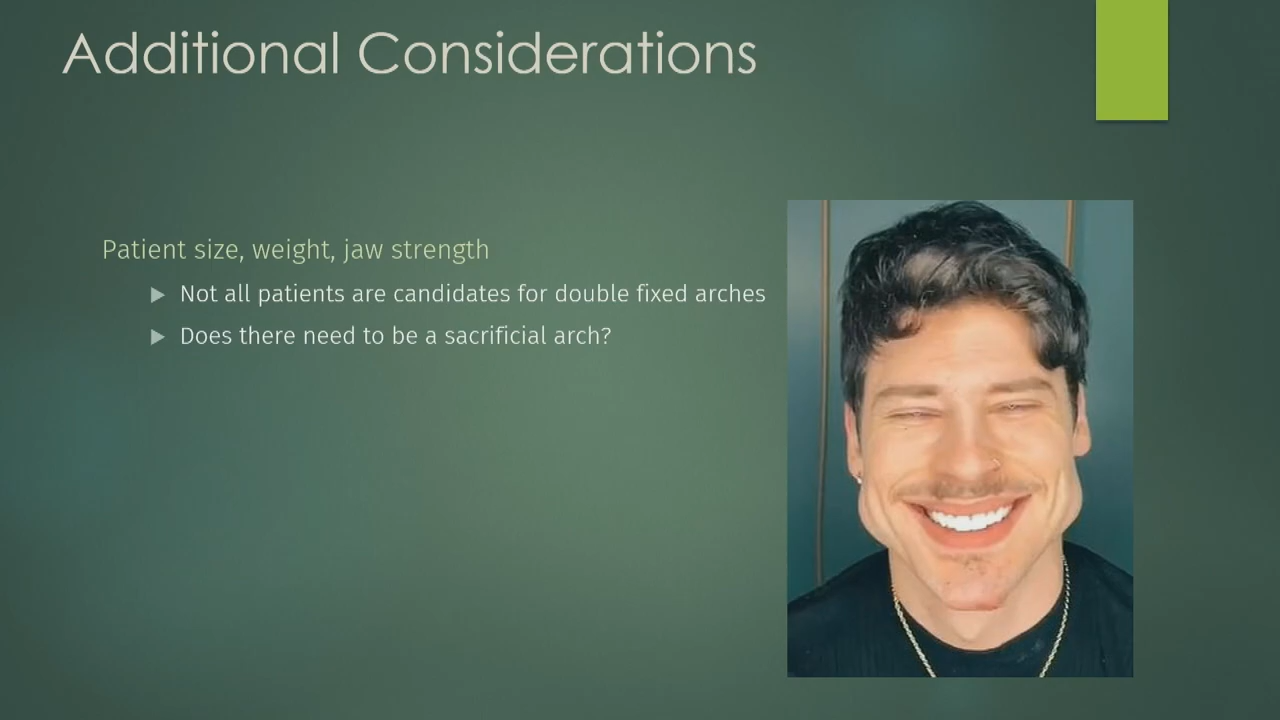 Additional Considerations
Patient size, weight, jaw strength
Not all patients are candidates for double fixed arches
Does there need to be a sacrificial arch?